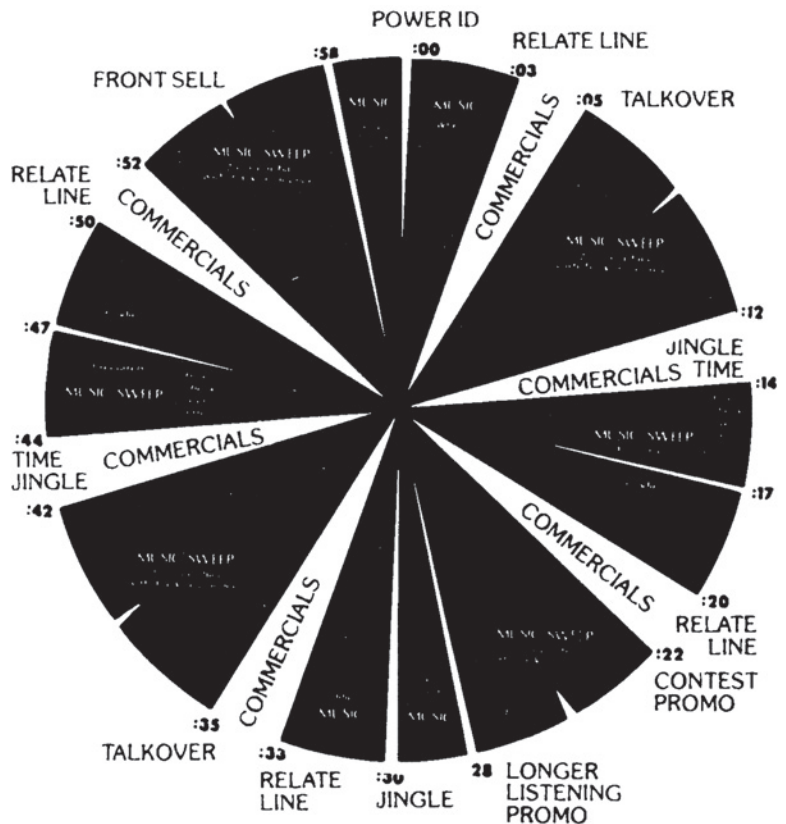 POWER ID
:00
RELATE LINE
:03
COMMERCIALS
:05
TALKOVER
MUSIC
MUSIC SWEEP
:12
JINGLE
TIME
COMMERCIALS
:14
MUSIC SWEEP
:17
COMMERCIALS
:20
RELATE
LINE
:22
CONTEST
PROMO
MUSIC SWEEP
28
LONGER
LISTENING
PROMO
MUSIC
:30
JINGLE
MUSIC
:33
RELATE
LINE
COMMERCIALS
:35
TALKOVER
MUSIC SWEEP
:42
COMMERCIALS
:44
TIME
JINGLE
MUSIC SWEEP
:47
:50
RELATE
LINE
COMMERCIALS
:52
FRONT SELL
MUSIC SWEEP
:58
MUSIC